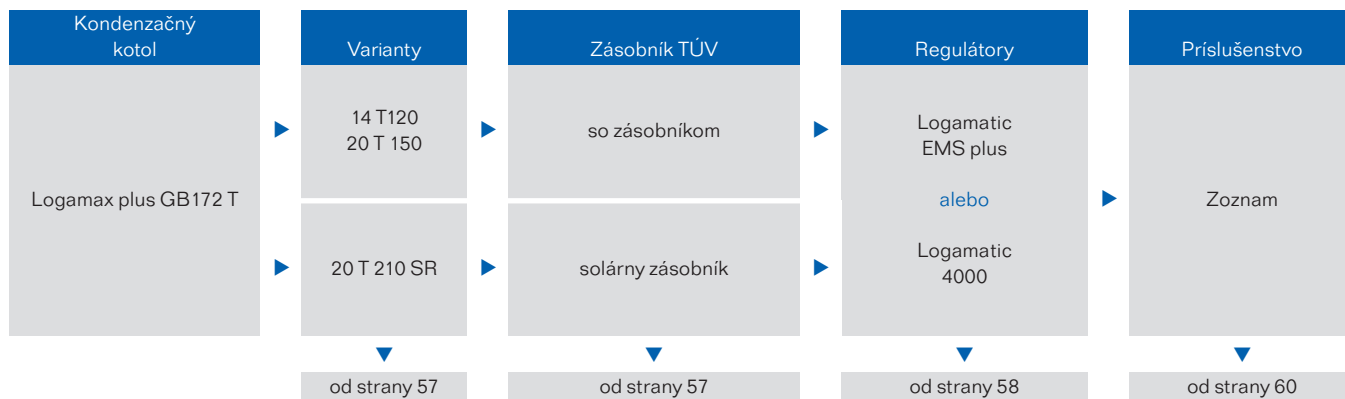 Kondenzačný
kotol
Varianty
Zásobník TÚV
Regulátory
Príslušenstvo
Logamax plus GB172 T
14 T120
20 T 150
so zásobníkom
20 T 210 SR
solárny zásobník
Logamatic
EMS plus
alebo
Logamatic
4000
Zoznam
od strany 57
od strany 57
od strany 58
od strany 60